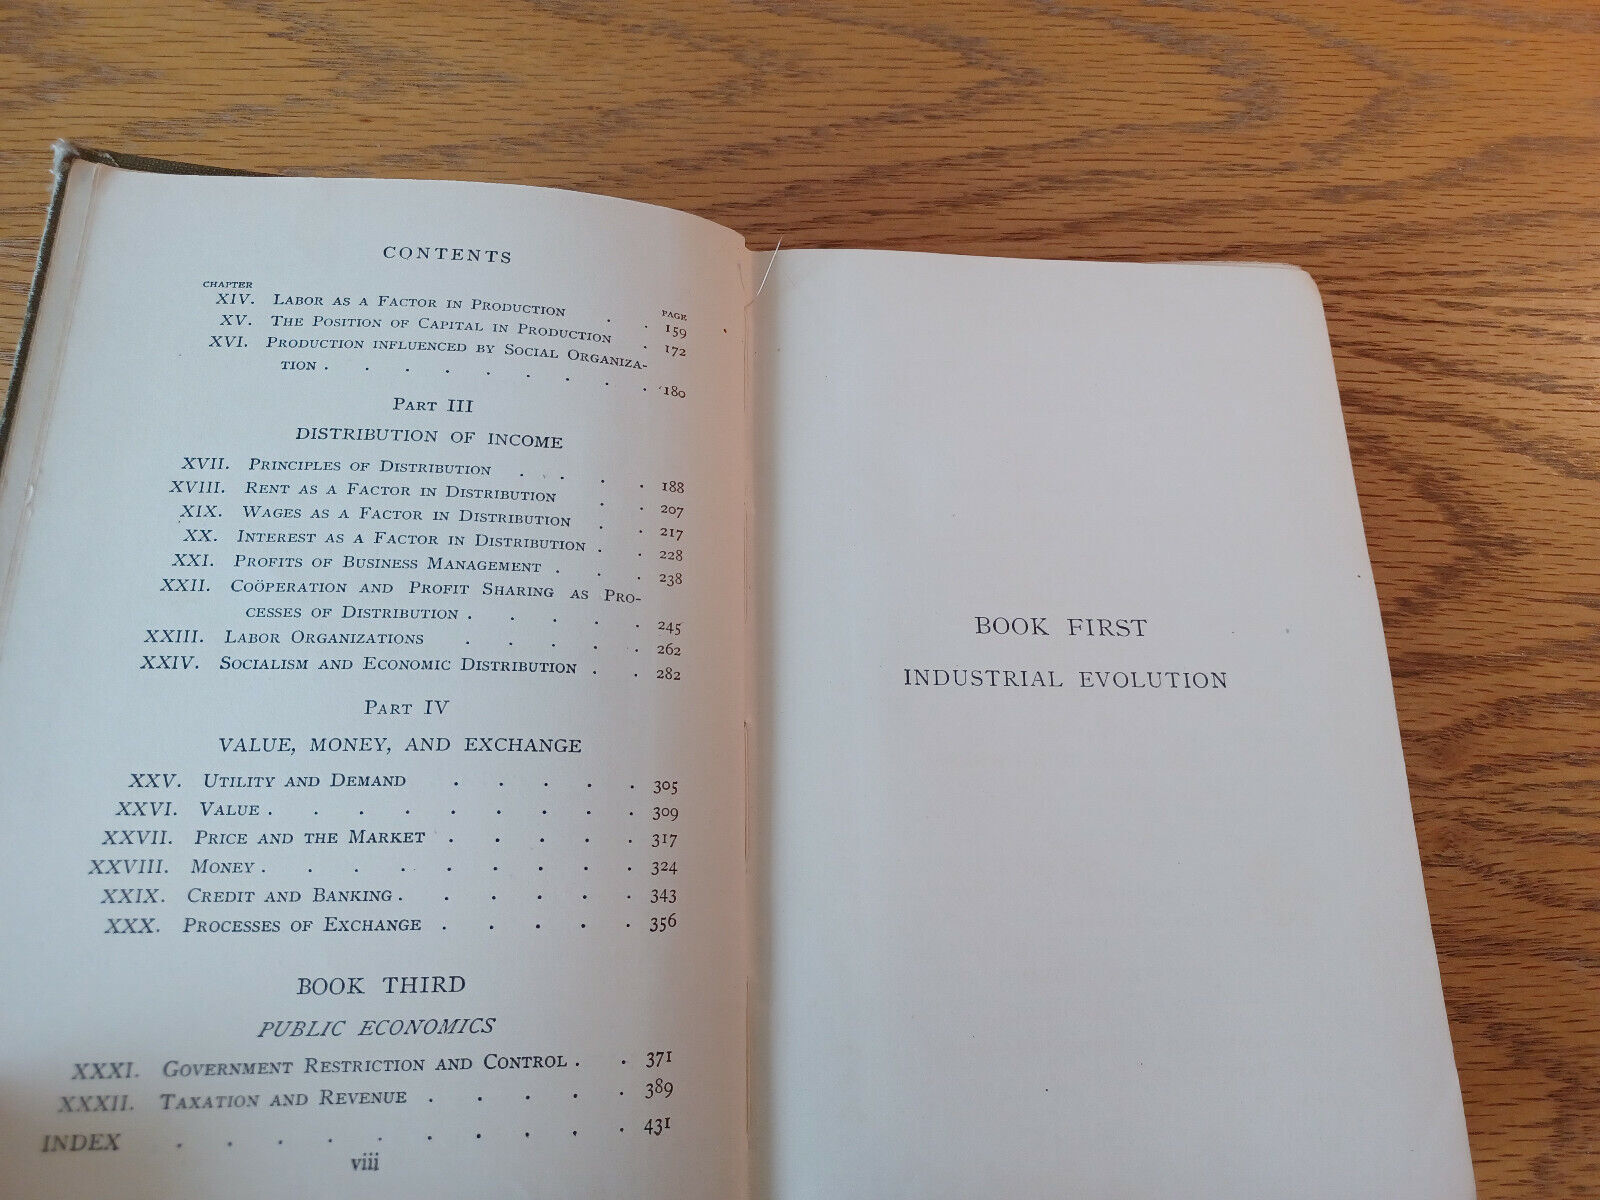 CONTENTS
CHAPTER
PAGE
XIV. LABOR AS A FACTOR IN PRODUCTION . . 159
XV. THE POSITION OF CAPITAL IN PRODUCTION . 172
XVI. PRODUCTION INFLUENCED BY SOCIAL ORGANIZA-
TION . . . . . . . . . 180
PART III
DISTRIBUTION OF INCOME
XVII. PRINCIPLES OF DISTRIBUTION . . . . 188
XVIII. RENT AS A FACTOR IN DISTRIBUTION . . 207
XIX. WAGES AS A FACTOR IN DISTRIBUTION . . 217
XX. INTEREST AS A FACTOR IN DISTRIBUTION . . 228
XXI. PROFITS OF BUSINESS MANAGEMENT . . . 238
XXII. COÖPERATION AND PROFIT SHARING AS PRO-
CESSES OF DISTRIBUTION . . . . . 245
XXIII. LABOR ORGANIZATIONS . . . . . 262
XXIV. SOCIALISM AND ECONOMIC DISTRIBUTION . . 282
PART IV
VALUE, MONEY, AND EXCHANGE
XXV. UTILITY AND DEMAND . . . . . 305
XXVI. VALUE . . . . . . . . . 309
XXVII. PRICE AND THE MARKET . . . . . 317
XXVIII. MONEY . . . . . . . . . 324
XXIX. CREDIT AND BANKING . . . . . . 343
XXX. PROCESSES OF EXCHANGE . . . . . 356
BOOK THIRD
PUBLIC ECONOMICS
XXXI. GOVERNMENT RESTRICTION AND CONTROL . . 371
XXXII. TAXATION AND REVENUE . . . . . 389
INDEX . . . . . . . . . . 431
viii
BOOK FIRST
INDUSTRIAL EVOLUTION